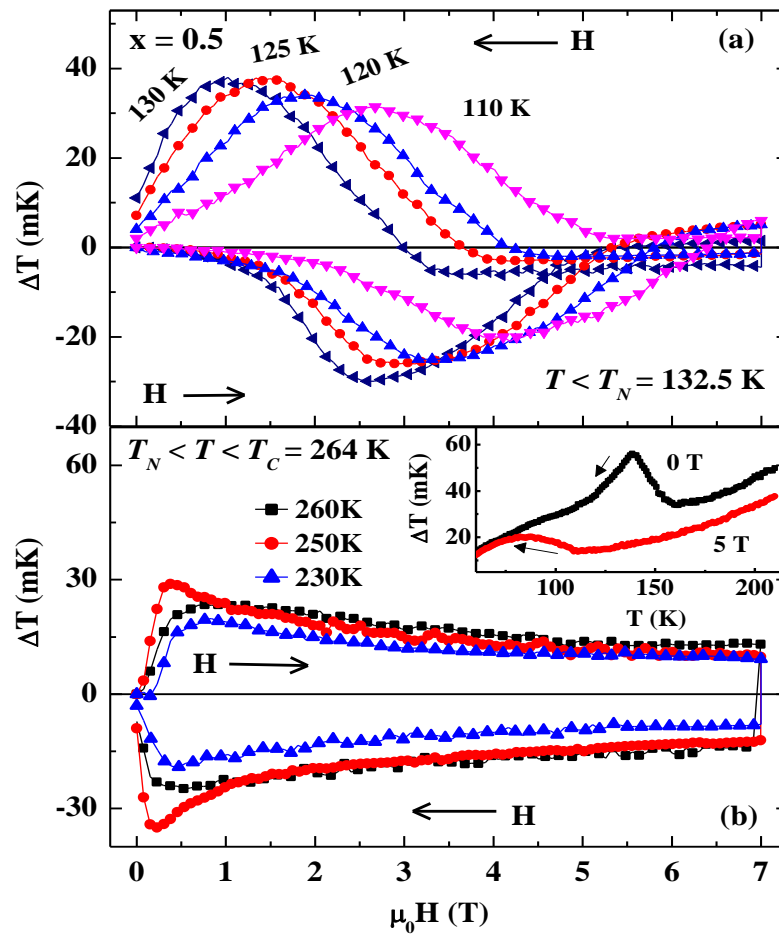 x = 0.5
H
(a)
130 K
125 K
120 K
110 K
40
20
0
-20
-40
ΔT (mK)
H
T < T_N = 132.5 K
T_N < T < T_C = 264 K
260K
250K
230K
60
30
0
-30
ΔT (mK)
H
H
(b)
60
40
20
ΔT (mK)
0 T
5 T
100 150 200
T (K)
0 1 2 3 4 5 6 7
μ₀H (T)